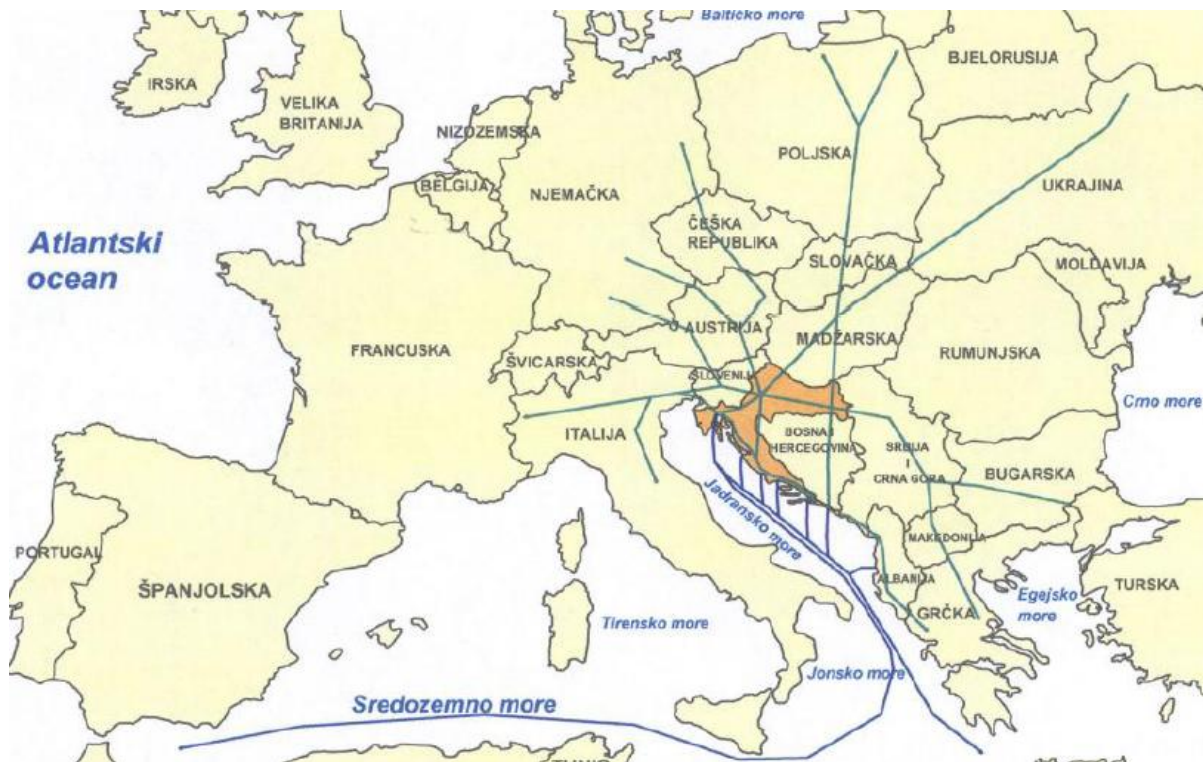 Baltičko more
IRSKA
VELIKA
BRITANIJA
NIZOZEMSKA
BELGIJA
NJEMAČKA
POLJSKA
BJELORUSIJA
UKRAJINA
ČEŠKA
REPUBLIKA
SLOVAČKA
MOLDAVIJA
Atlantski
ocean
FRANCUSKA
ŠVICARSKA
AUSTRIJA
MADŽARSKA
RUMUNJSKA
SLOVENIJA
ITALIJA
BOSNA I
HERCEGOVINA
SRBIJA
I
CRNA GORA
BUGARSKA
Crno more
Jadransko more
MAKEDONIJA
ALBANIJA
GRČKA
TURSKA
Egejsko
more
PORTUGAL
ŠPANJOLSKA
Tirensko more
Jonsko more
Sredozemno more